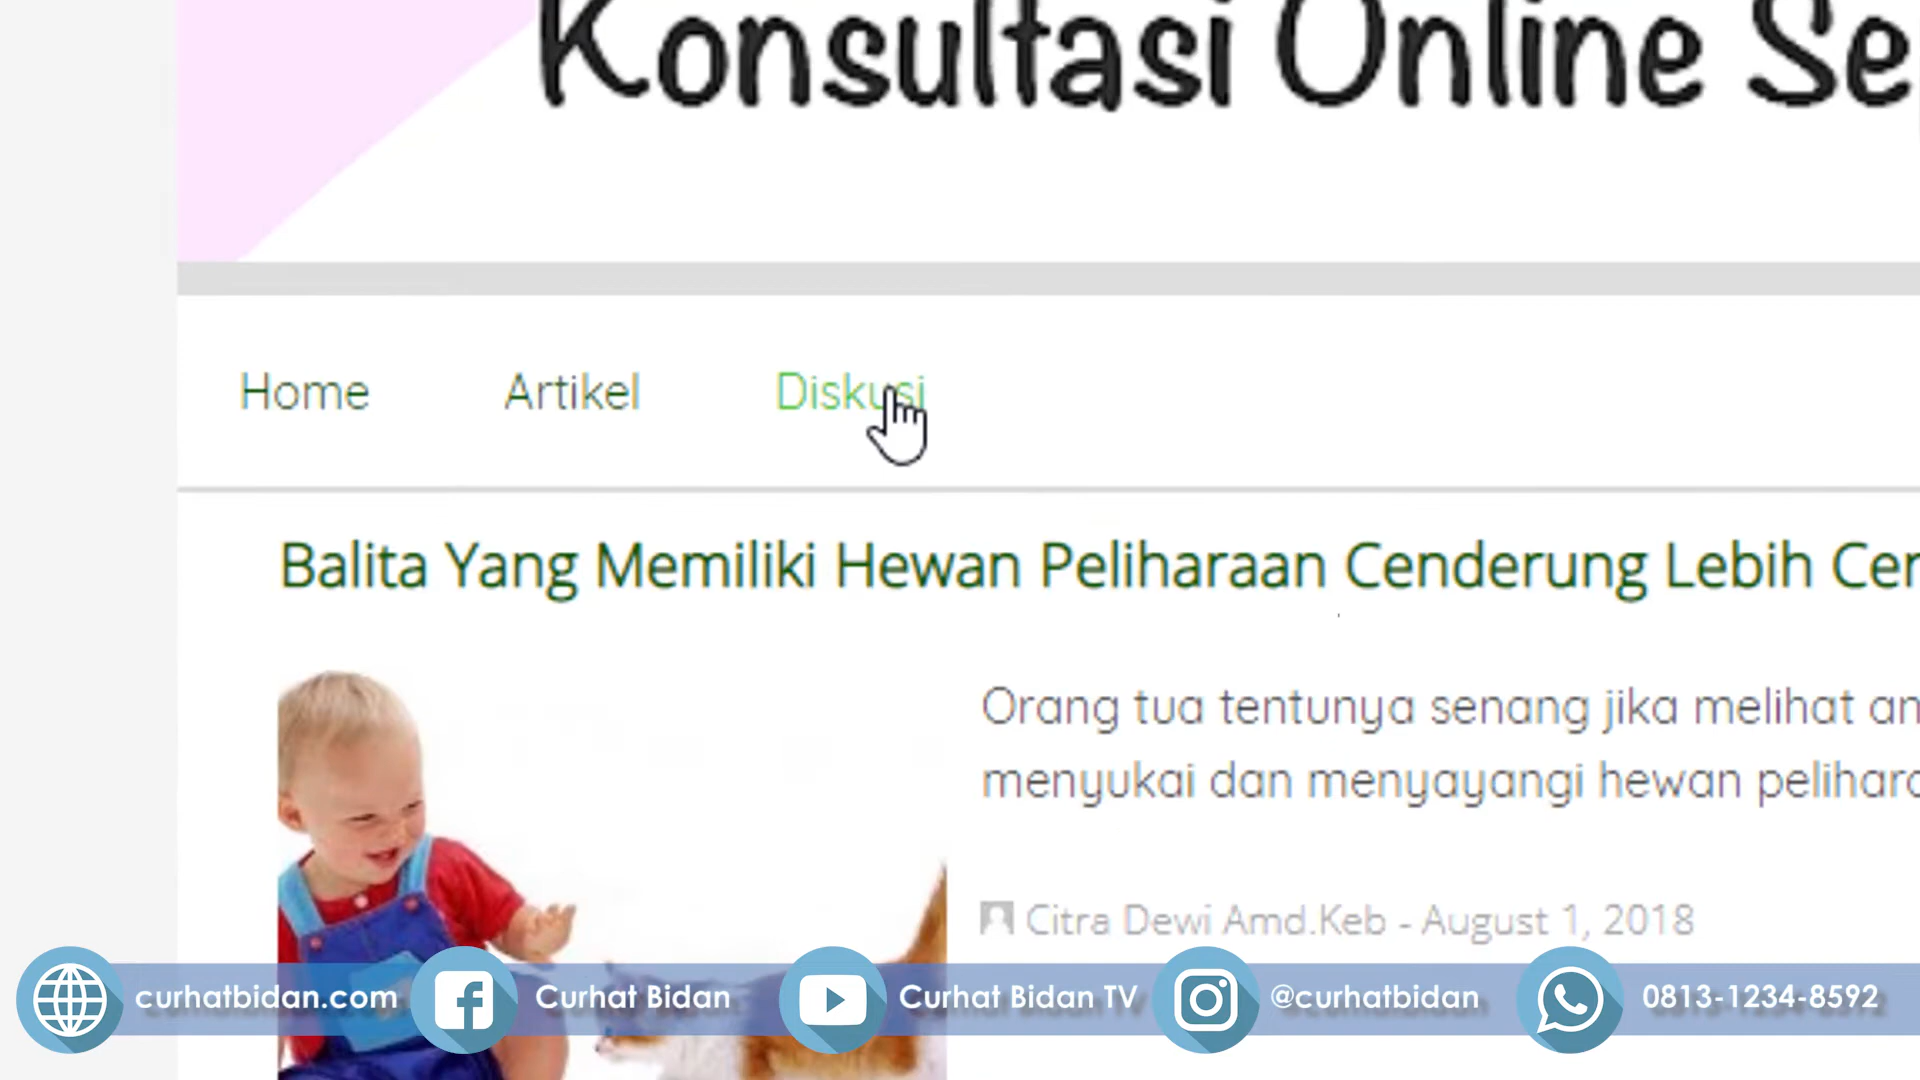 Konsultasi Online Se
Home Artikel Diskusi
Balita Yang Memiliki Hewan Peliharaan Cenderung Lebih Cer
Orang tua tentunya senang jika melihat an
menyukai dan menyayangi hewan pelihara
Citra Dewi Amd.Keb - August 1, 2018
curhatbidan.com Curhat Bidan Curhat Bidan TV @curhatbidan 0813-1234-8592